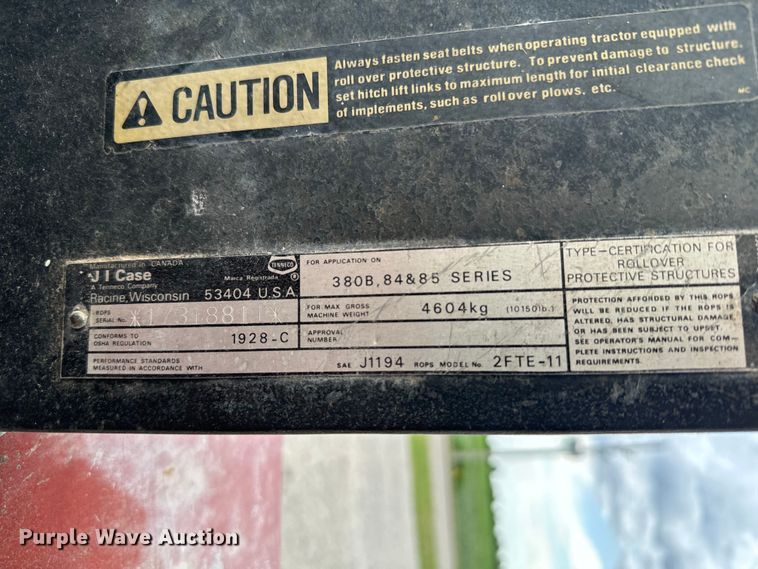 CAUTION
Always fasten seat belts when operating tractor equipped with
roll over protective structure. To prevent damage to structure.
set hitch lift links to maximum length for initial clearance check
of implements, such as roll over plows, etc.
MC
Manufactured in CANADA
J I Case
A Tenneco Company
Marca Registrada
TENNECO
®
Racine, Wisconsin 53404 U.S.A.
ROPS
SERIAL No.
CONFORMS TO
OSHA REGULATION
1928-C
PERFORMANCE STANDARDS
MEASURED IN ACCORDANCE WITH
SAE J1194 ROPS MODEL No. 2FTE-11
FOR APPLICATION ON
380B, 84&85 SERIES
FOR MAX GROSS
MACHINE WEIGHT
4604kg (10150lb.)
APPROVAL
NUMBER
TYPE-CERTIFICATION FOR
ROLLOVER
PROTECTIVE STRUCTURES
PROTECTION AFFORDED BY THIS ROPS
WILL BE REDUCED IF THE ROPS IS
ALTERED, HAS STRUCTURAL DAMAGE,
OR HAS BEEN SUBJECT TO UPSET.
SEE OPERATOR'S MANUAL FOR COM-
PLETE INSTRUCTIONS AND INSPECTION
REQUIREMENTS.
Purple Wave Auction